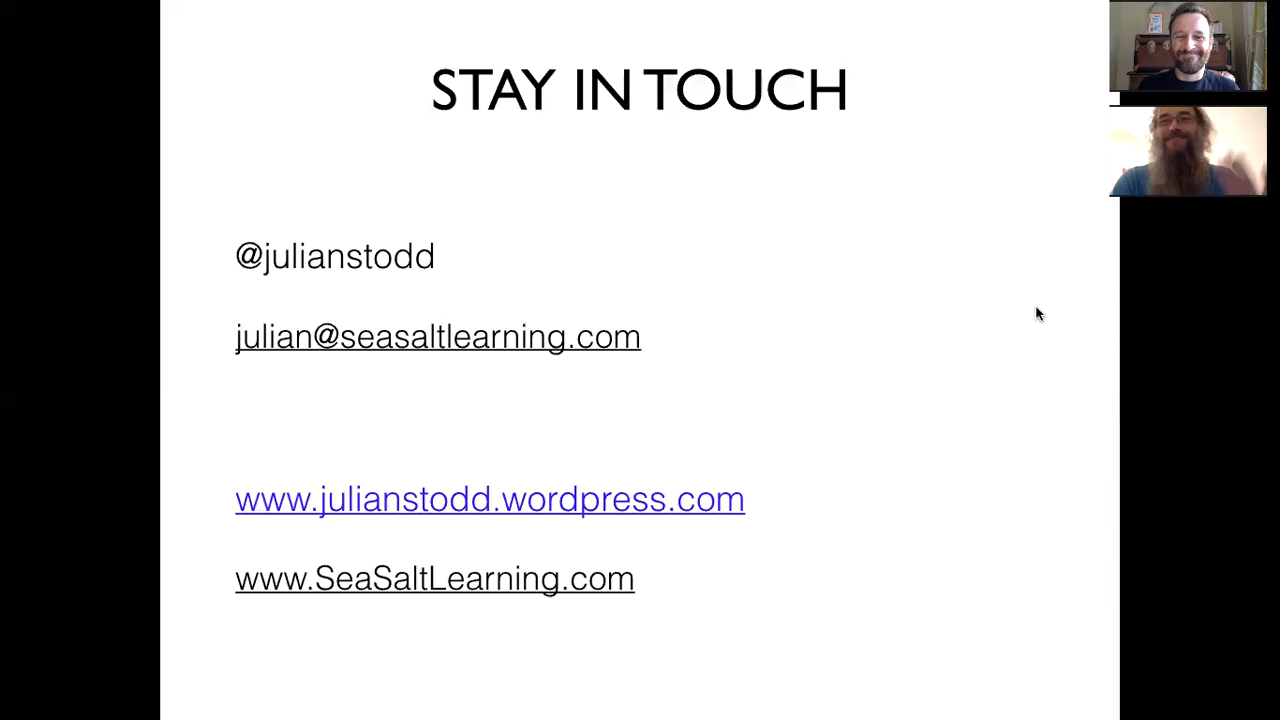 STAY IN TOUCH
@julianstodd
julian@seasaltlearning.com
www.julianstodd.wordpress.com
www.SeaSaltLearning.com